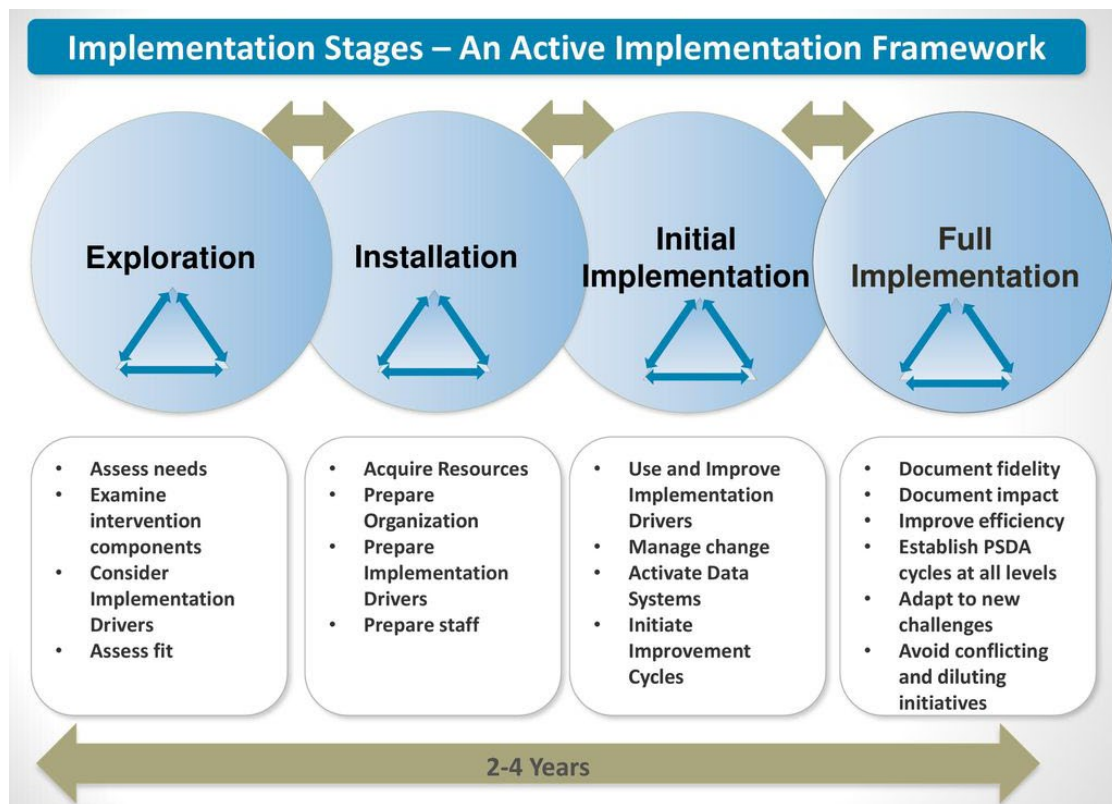 Implementation Stages – An Active Implementation Framework
Exploration
Installation
Initial
Implementation
Full
Implementation
• Assess needs
• Examine
intervention
components
• Consider
Implementation
Drivers
• Assess fit
• Acquire Resources
• Prepare
Organization
• Prepare
Implementation
Drivers
• Prepare staff
• Use and Improve
Implementation
Drivers
• Manage change
• Activate Data
Systems
• Initiate
Improvement
Cycles
• Document fidelity
• Document impact
• Improve efficiency
• Establish PSDA
cycles at all levels
• Adapt to new
challenges
• Avoid conflicting
and diluting
initiatives
2-4 Years